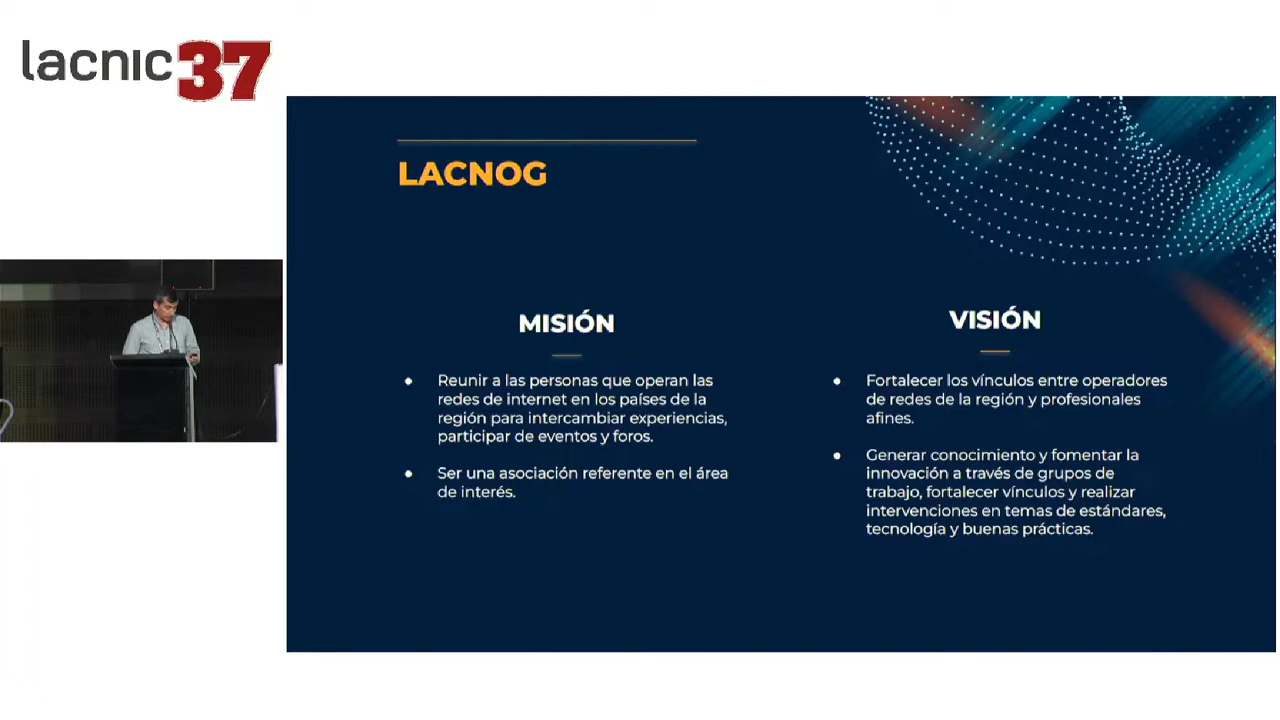 lacnic37
LACNOG
MISIÓN
Reunir a las personas que operan las
redes de internet en los países de la
región para intercambiar experiencias,
participar de eventos y foros.
Ser una asociación referente en el área
de interés.
VISIÓN
Fortalecer los vínculos entre operadores
de redes de la región y profesionales
afines.
Generar conocimiento y fomentar la
innovación a través de grupos de
trabajo, fortalecer vínculos y realizar
intervenciones en temas de estándares,
tecnología y buenas prácticas.